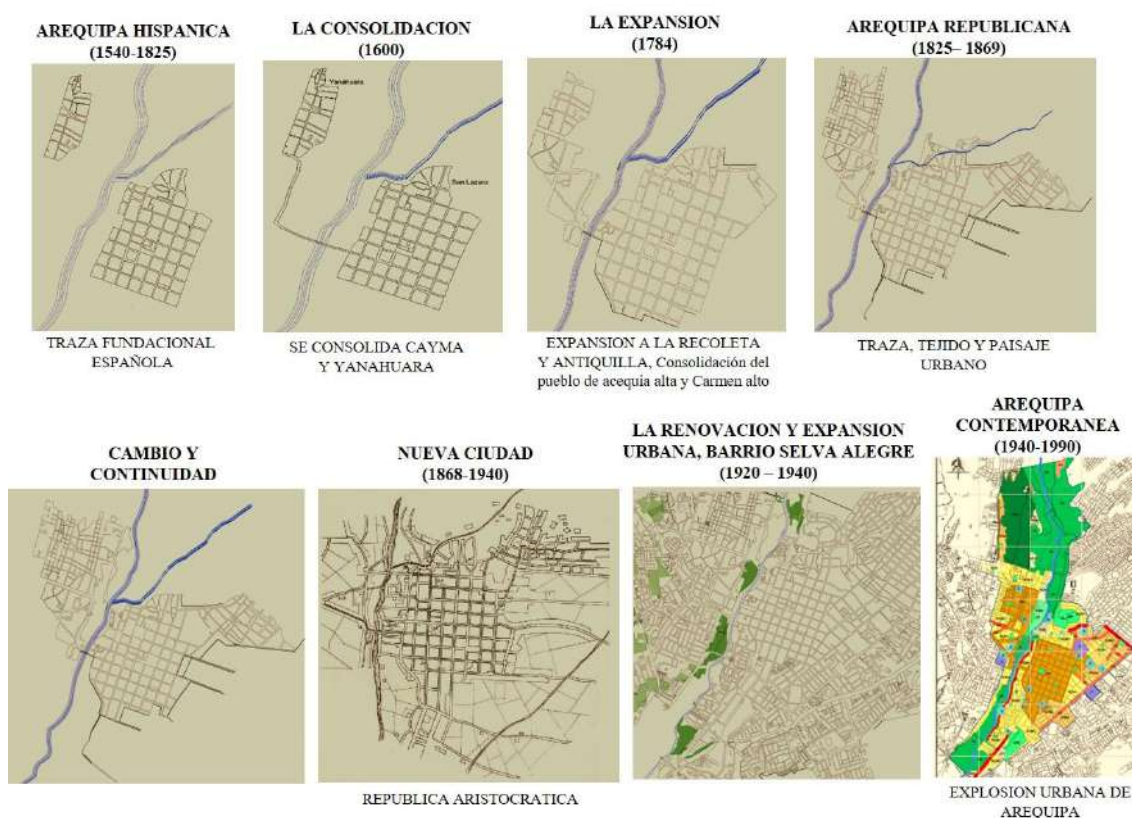 AREQUIPA HISPANICA
(1540-1825)
LA CONSOLIDACION
(1600)
LA EXPANSION
(1784)
AREQUIPA REPUBLICANA
(1825– 1869)
Yanahuara
San Lazaro
TRAZA FUNDACIONAL
ESPAÑOLA
SE CONSOLIDA CAYMA
Y YANAHUARA
EXPANSION A LA RECOLETA
Y ANTIQUILLA, Consolidación del
pueblo de acequia alta y Carmen alto
TRAZA, TEJIDO Y PAISAJE
URBANO
CAMBIO Y
CONTINUIDAD
NUEVA CIUDAD
(1868-1940)
LA RENOVACION Y EXPANSION
URBANA, BARRIO SELVA ALEGRE
(1920 – 1940)
AREQUIPA
CONTEMPORANEA
(1940-1990)
REPUBLICA ARISTOCRATICA
EXPLOSION URBANA DE
AREQUIPA